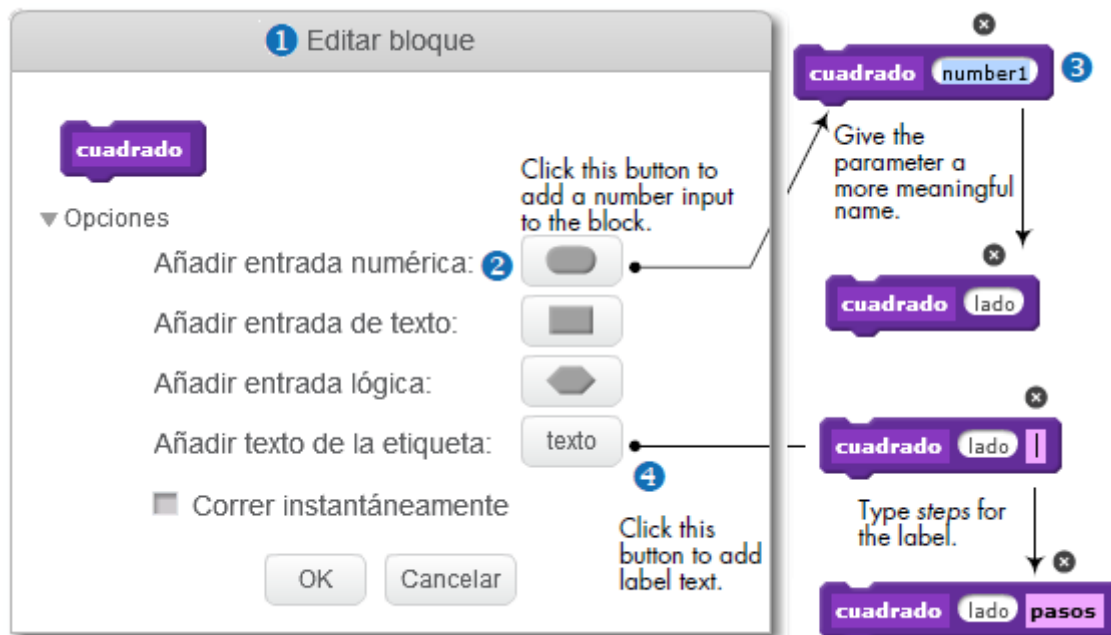 1 Editar bloque
cuadrado
Opciones
Click this button to
add a number input
to the block.
Añadir entrada numérica: 2
Añadir entrada de texto:
Añadir entrada lógica:
Añadir texto de la etiqueta: texto
4
Correr instantáneamente
Click this
button to add
label text.
OK Cancelar
cuadrado number1 3
Give the
parameter a
more meaningful
name.
cuadrado lado
cuadrado lado
Type steps for
the label.
cuadrado lado pasos